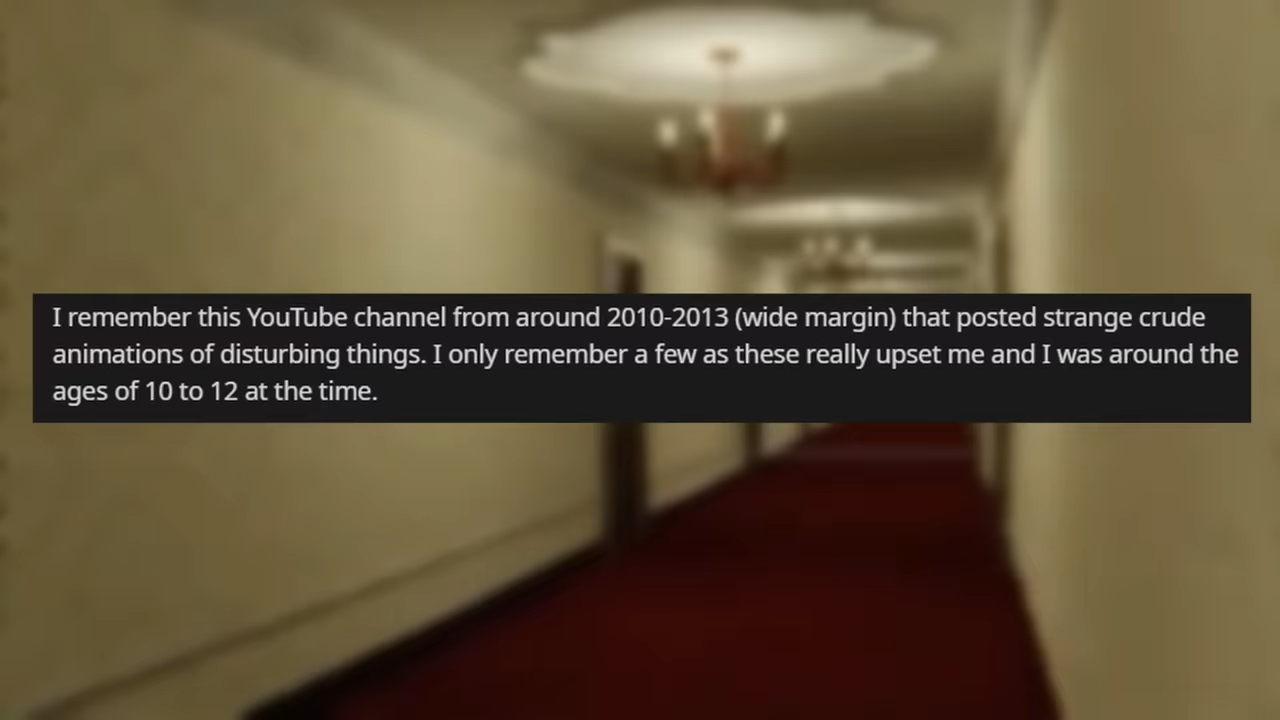 I remember this YouTube channel from around 2010-2013 (wide margin) that posted strange crude
animations of disturbing things. I only remember a few as these really upset me and I was around the
ages of 10 to 12 at the time.